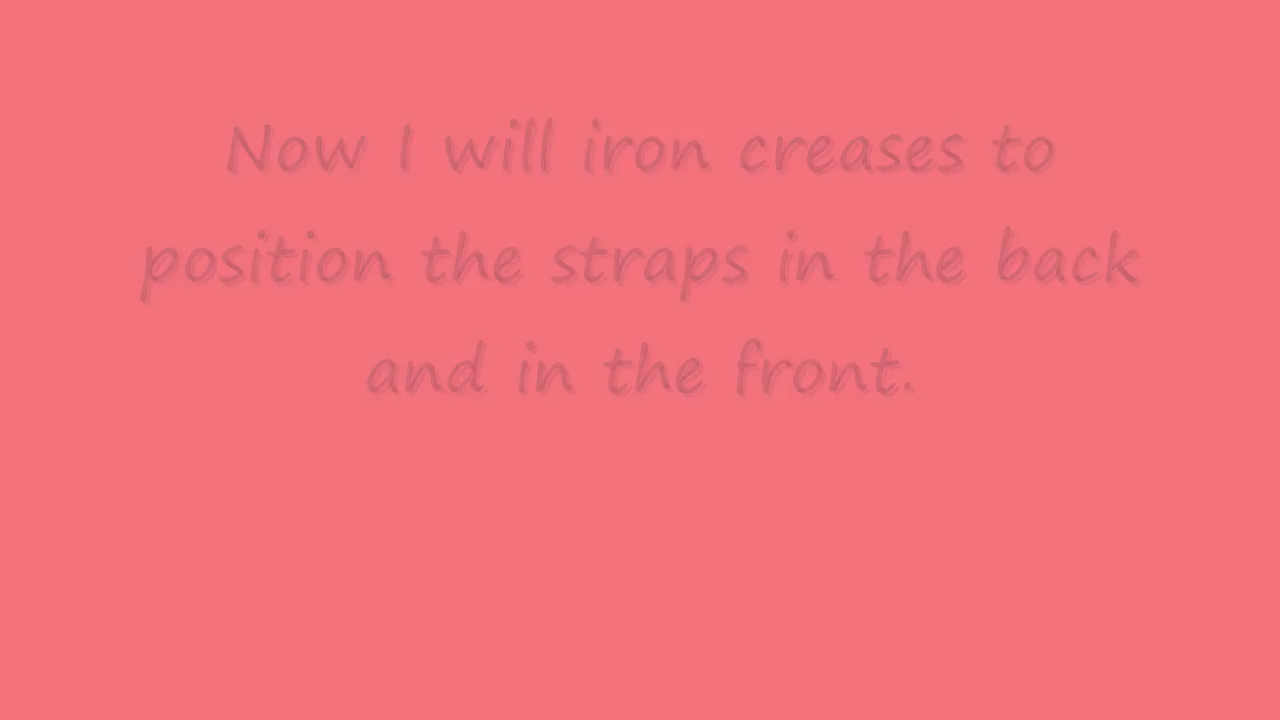 Now I will iron creases to
position the straps in the back
and in the front.